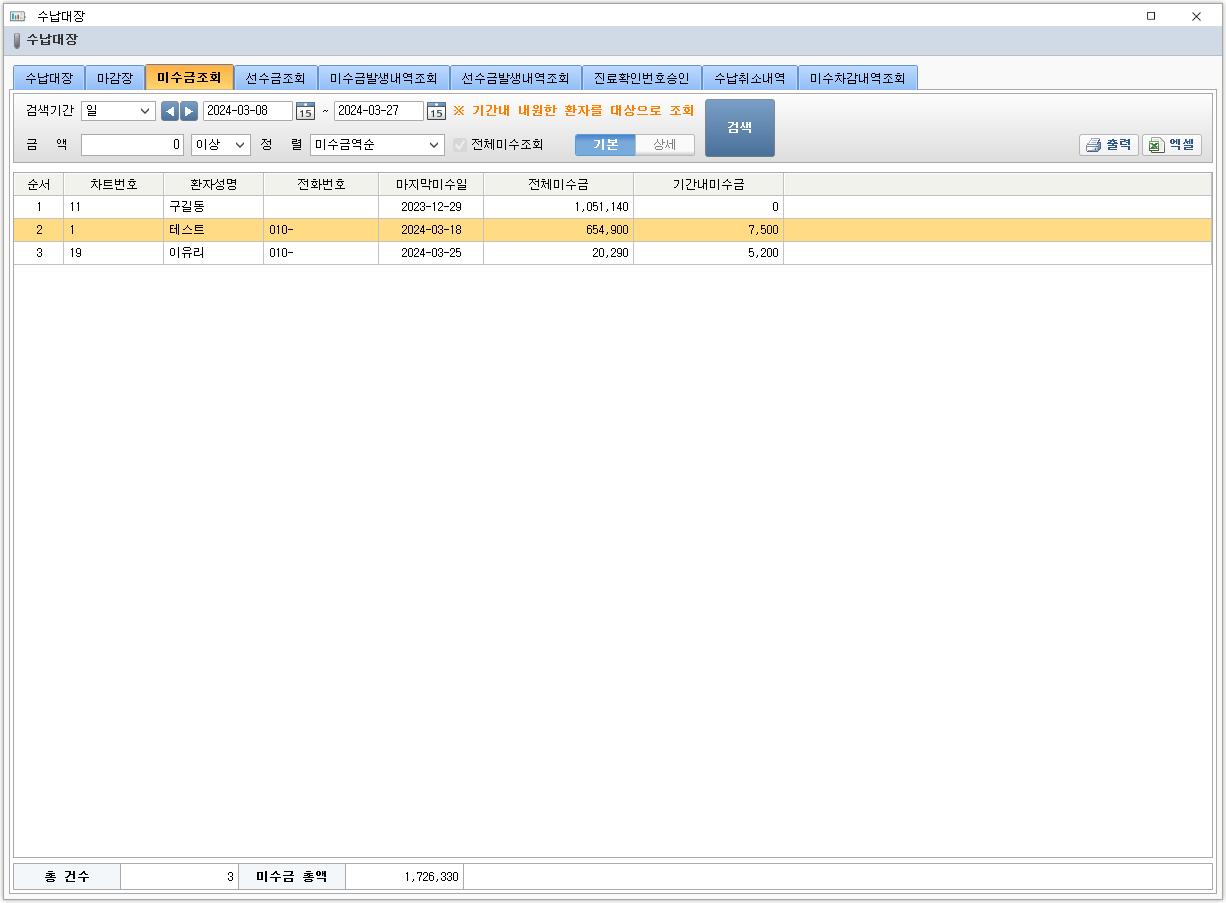 수납대장
수납대장
수납대장 마감장 미수금조회 선수금조회 미수금발생내역조회 선수금발생내역조회 진료확인번호승인 수납취소내역 미수차감내역조회
검색기간 일 2024-03-08 15 ~ 2024-03-27 15 ※ 기간내 내원한 환자를 대상으로 조회 검색
금 액 0 이상 정 렬 미수금역순 전체미수조회 기본 상세 출력 엑셀
순서 차트번호 환자성명 전화번호 마지막미수일 전체미수금 기간내미수금
1 11 구길동 2023-12-29 1,051,140 0
2 1 테스트 010- 2024-03-18 654,900 7,500
3 19 이유리 010- 2024-03-25 20,290 5,200
총 건수 3 미수금 총액 1,726,330